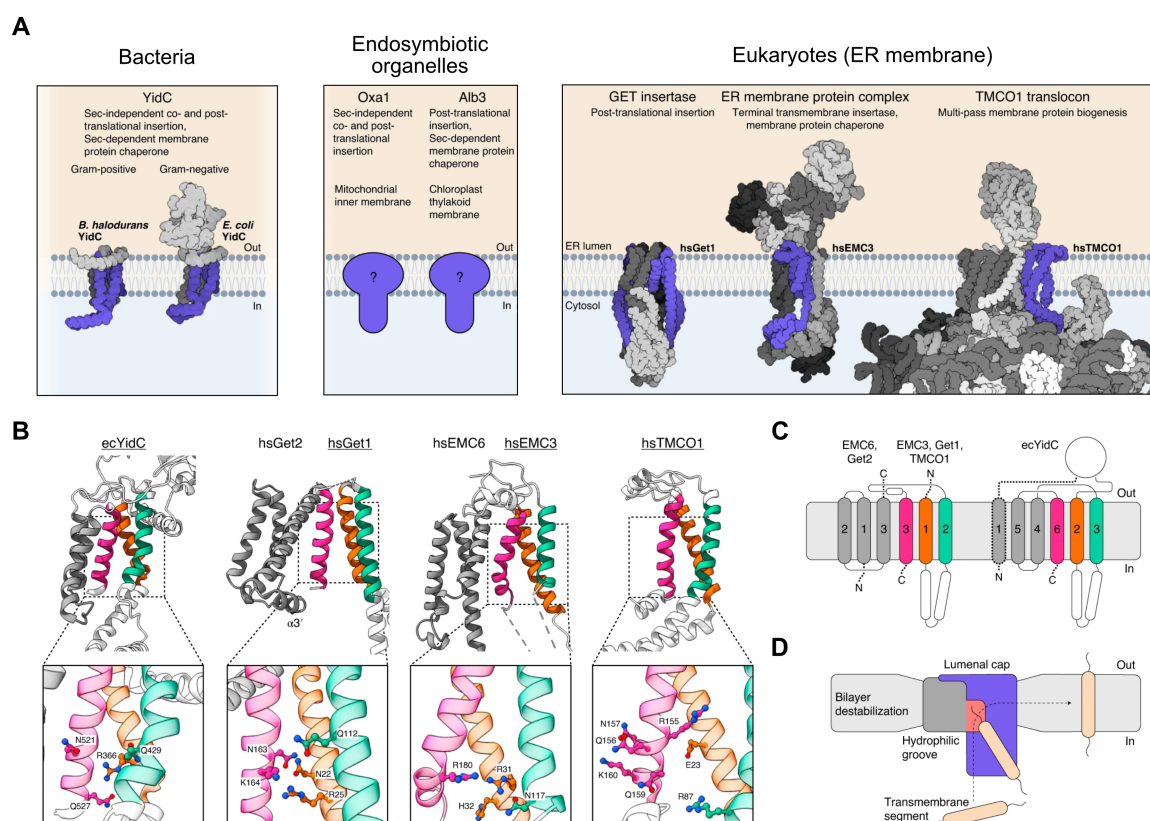 A
Bacteria
Endosymbiotic
organelles
Eukaryotes (ER membrane)
YidC
Sec-independent co- and post-
translational insertion,
Sec-dependent membrane
protein chaperone
Gram-positive
Gram-negative
B. halodurans
YidC
E. coli
YidC
Out
In
Oxa1
Sec-independent
co- and post-
translational
insertion
Mitochondrial
inner membrane
Alb3
Post-translational
insertion,
Sec-dependent
membrane protein
chaperone
Chloroplast
thylakoid
membrane
Out
?
?
In
GET insertase
Post-translational insertion
ER membrane protein complex
Terminal transmembrane insertase,
membrane protein chaperone
TMCO1 translocon
Multi-pass membrane protein biogenesis
ER lumen
hsGet1
hsEMC3
hsTMCO1
Cytosol
B
ecYidC
hsGet2
hsGet1
hsEMC6
hsEMC3
hsTMCO1
α3′
N521
R366
Q429
Q527
Q112
N163
K164
N22
R25
R180
R31
H32
N117
N157
R155
Q156
K160
E23
Q159
R87
C
EMC6,
Get2
EMC3, Get1,
TMCO1
ecYidC
C
N
Out
2
1
3
3
1
2
1
5
4
6
2
3
In
N
C
N
C
D
Lumenal cap
Out
Bilayer
destabilization
Hydrophilic
groove
In
Transmembrane
segment